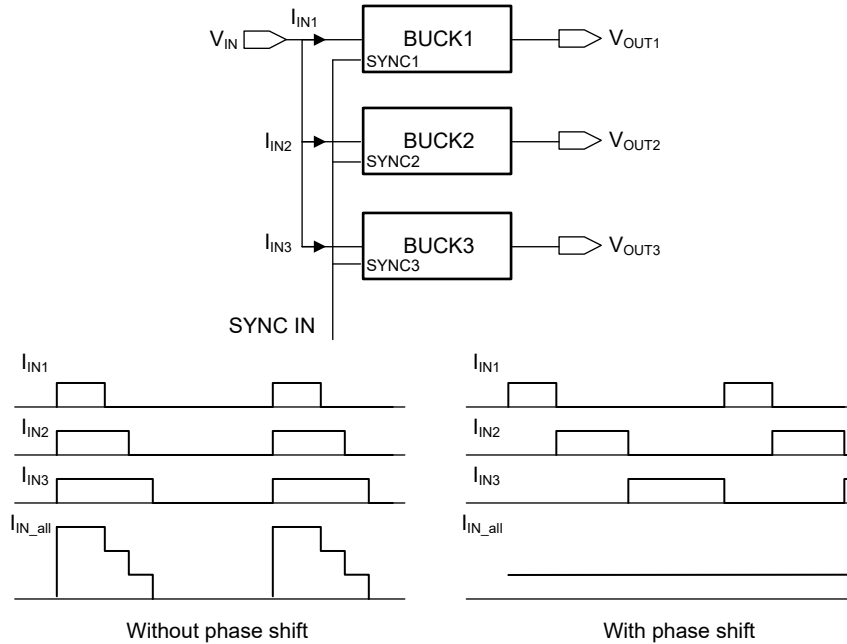 I_IN1
V_IN
BUCK1
V_OUT1
SYNC1
I_IN2
BUCK2
V_OUT2
SYNC2
I_IN3
BUCK3
V_OUT3
SYNC3
SYNC IN
I_IN1
I_IN2
I_IN3
I_IN_all
Without phase shift
I_IN1
I_IN2
I_IN3
I_IN_all
With phase shift